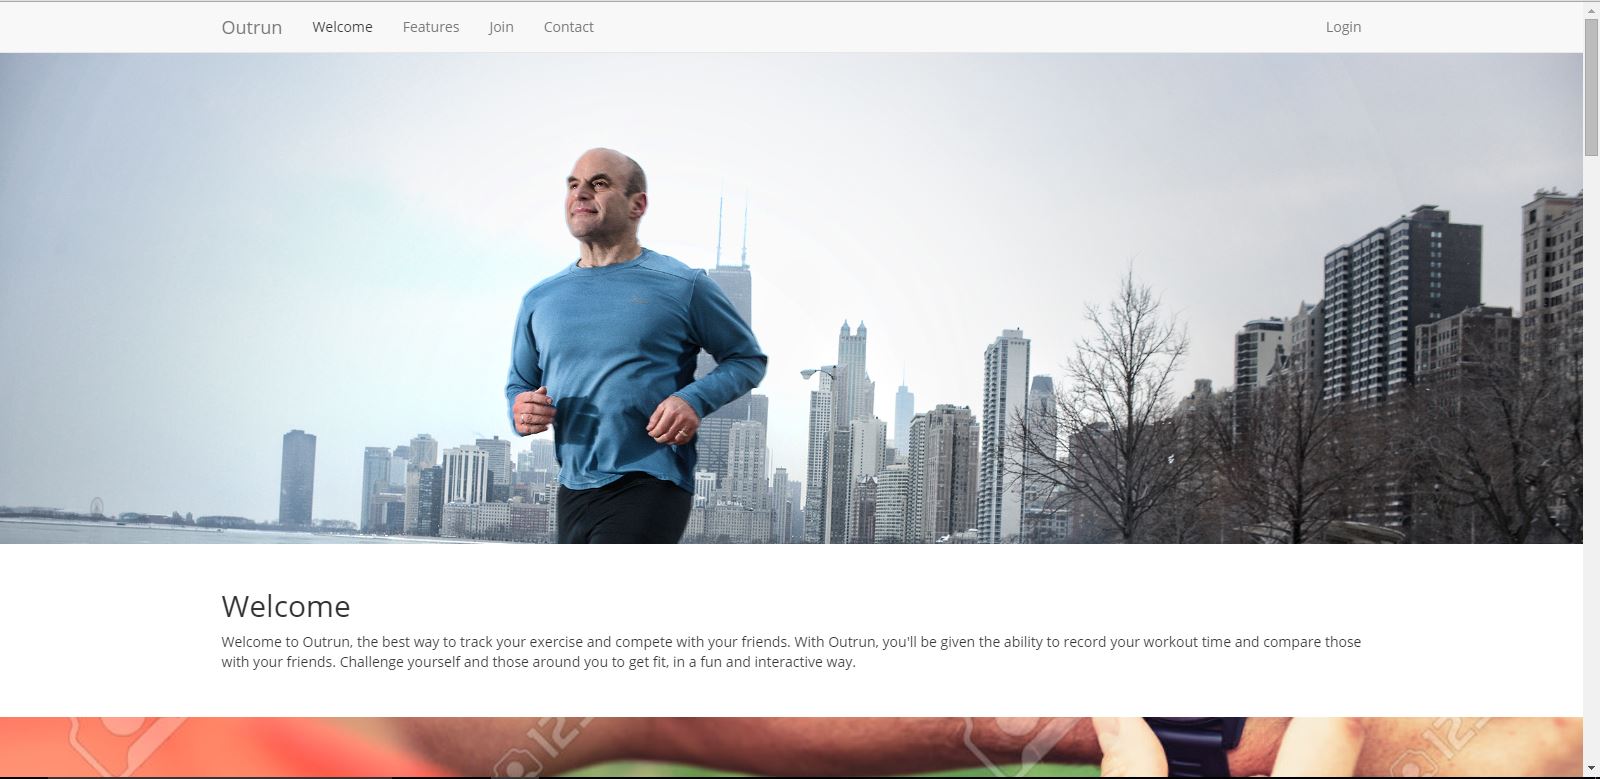 Outrun Welcome Features Join Contact Login
Welcome
Welcome to Outrun, the best way to track your exercise and compete with your friends. With Outrun, you'll be given the ability to record your workout time and compare those
with your friends. Challenge yourself and those around you to get fit, in a fun and interactive way.